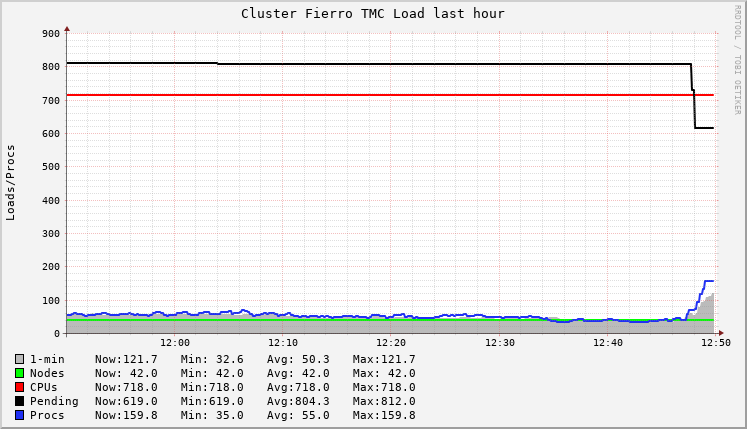 Cluster Fierro TMC Load last hour
RRDTOOL / TOBI OETIKER
Loads/Procs
900
800
700
600
500
400
300
200
100
0
12:00 12:10 12:20 12:30 12:40 12:50
1-min Now:121.7 Min: 32.6 Avg: 50.3 Max:121.7
Nodes Now: 42.0 Min: 42.0 Avg: 42.0 Max: 42.0
CPUs Now:718.0 Min:718.0 Avg:718.0 Max:718.0
Pending Now:619.0 Min:619.0 Avg:804.3 Max:812.0
Procs Now:159.8 Min: 35.0 Avg: 55.0 Max:159.8